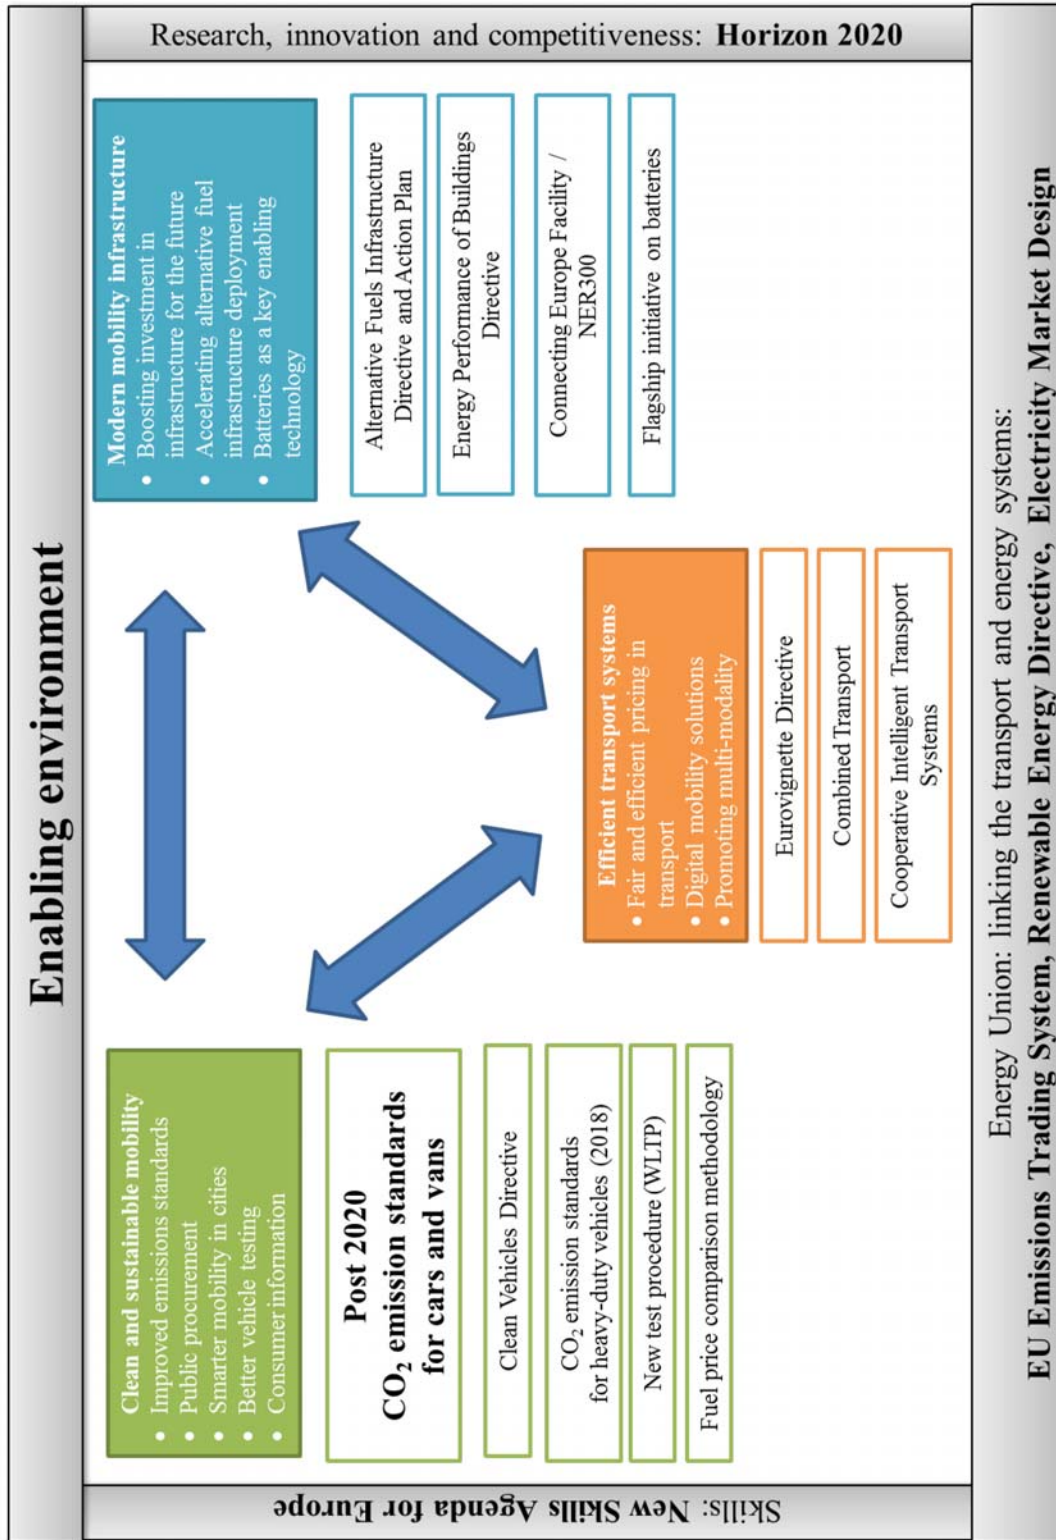 Enabling environment
Skills: New Skills Agenda for Europe
Clean and sustainable mobility
• Improved emissions standards
• Public procurement
• Smarter mobility in cities
• Better vehicle testing
• Consumer information
Post 2020
CO₂ emission standards
for cars and vans
Clean Vehicles Directive
CO₂ emission standards
for heavy-duty vehicles (2018)
New test procedure (WLTP)
Fuel price comparison methodology
Efficient transport systems
• Fair and efficient pricing in
transport
• Digital mobility solutions
• Promoting multi-modality
Eurovignette Directive
Combined Transport
Cooperative Intelligent Transport
Systems
Modern mobility infrastructure
• Boosting investment in
infrastructure for the future
• Accelerating alternative fuel
infrastructure deployment
• Batteries as a key enabling
technology
Alternative Fuels Infrastructure
Directive and Action Plan
Energy Performance of Buildings
Directive
Connecting Europe Facility /
NER300
Flagship initiative on batteries
Research, innovation and competitiveness: Horizon 2020
Energy Union: linking the transport and energy systems:
EU Emissions Trading System, Renewable Energy Directive, Electricity Market Design